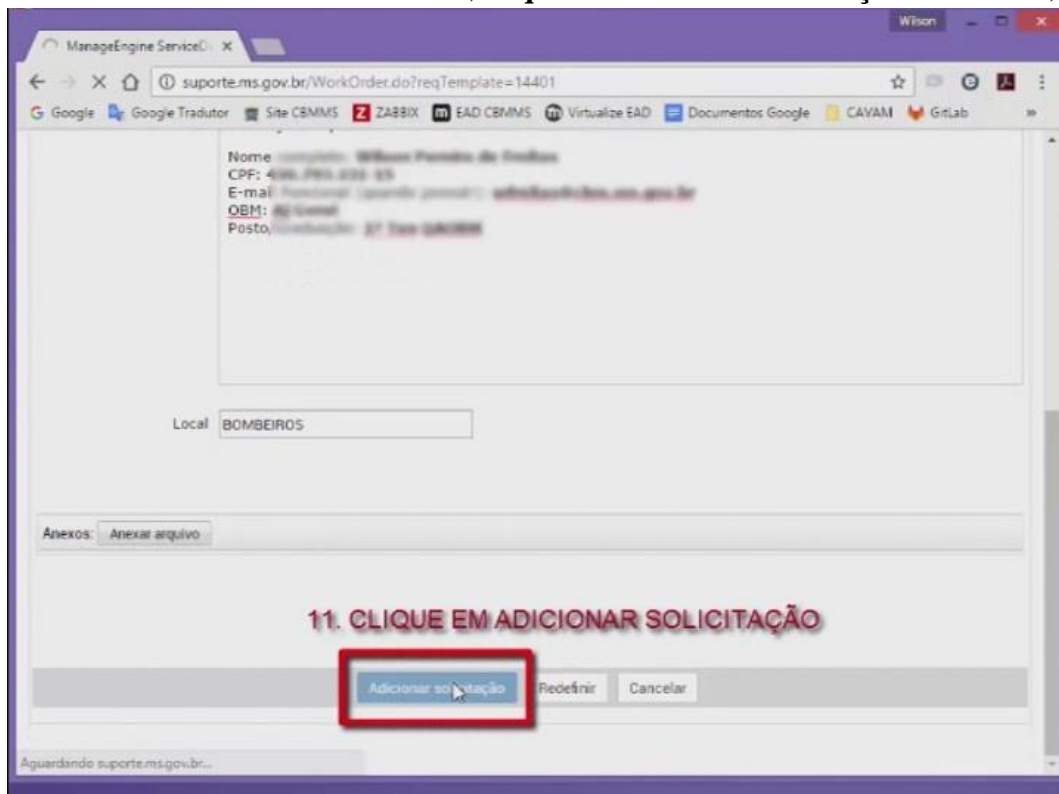 Wilson
ManageEngine ServiceD
suporte.ms.gov.br/WorkOrder.do?reqTemplate=14401
Google Google Tradutor Site CBMMS ZABBIX EAD CBMMS Virtualize EAD Documentos Google CAVAM GitLab »
Nome
CPF:
E-mai
OBM:
Posto/
Local BOMBEIROS
Anexos: Anexar arquivo
11. CLIQUE EM ADICIONAR SOLICITAÇÃO
Adicionar solicitação Redefinir Cancelar
Aguardando suporte.ms.gov.br...